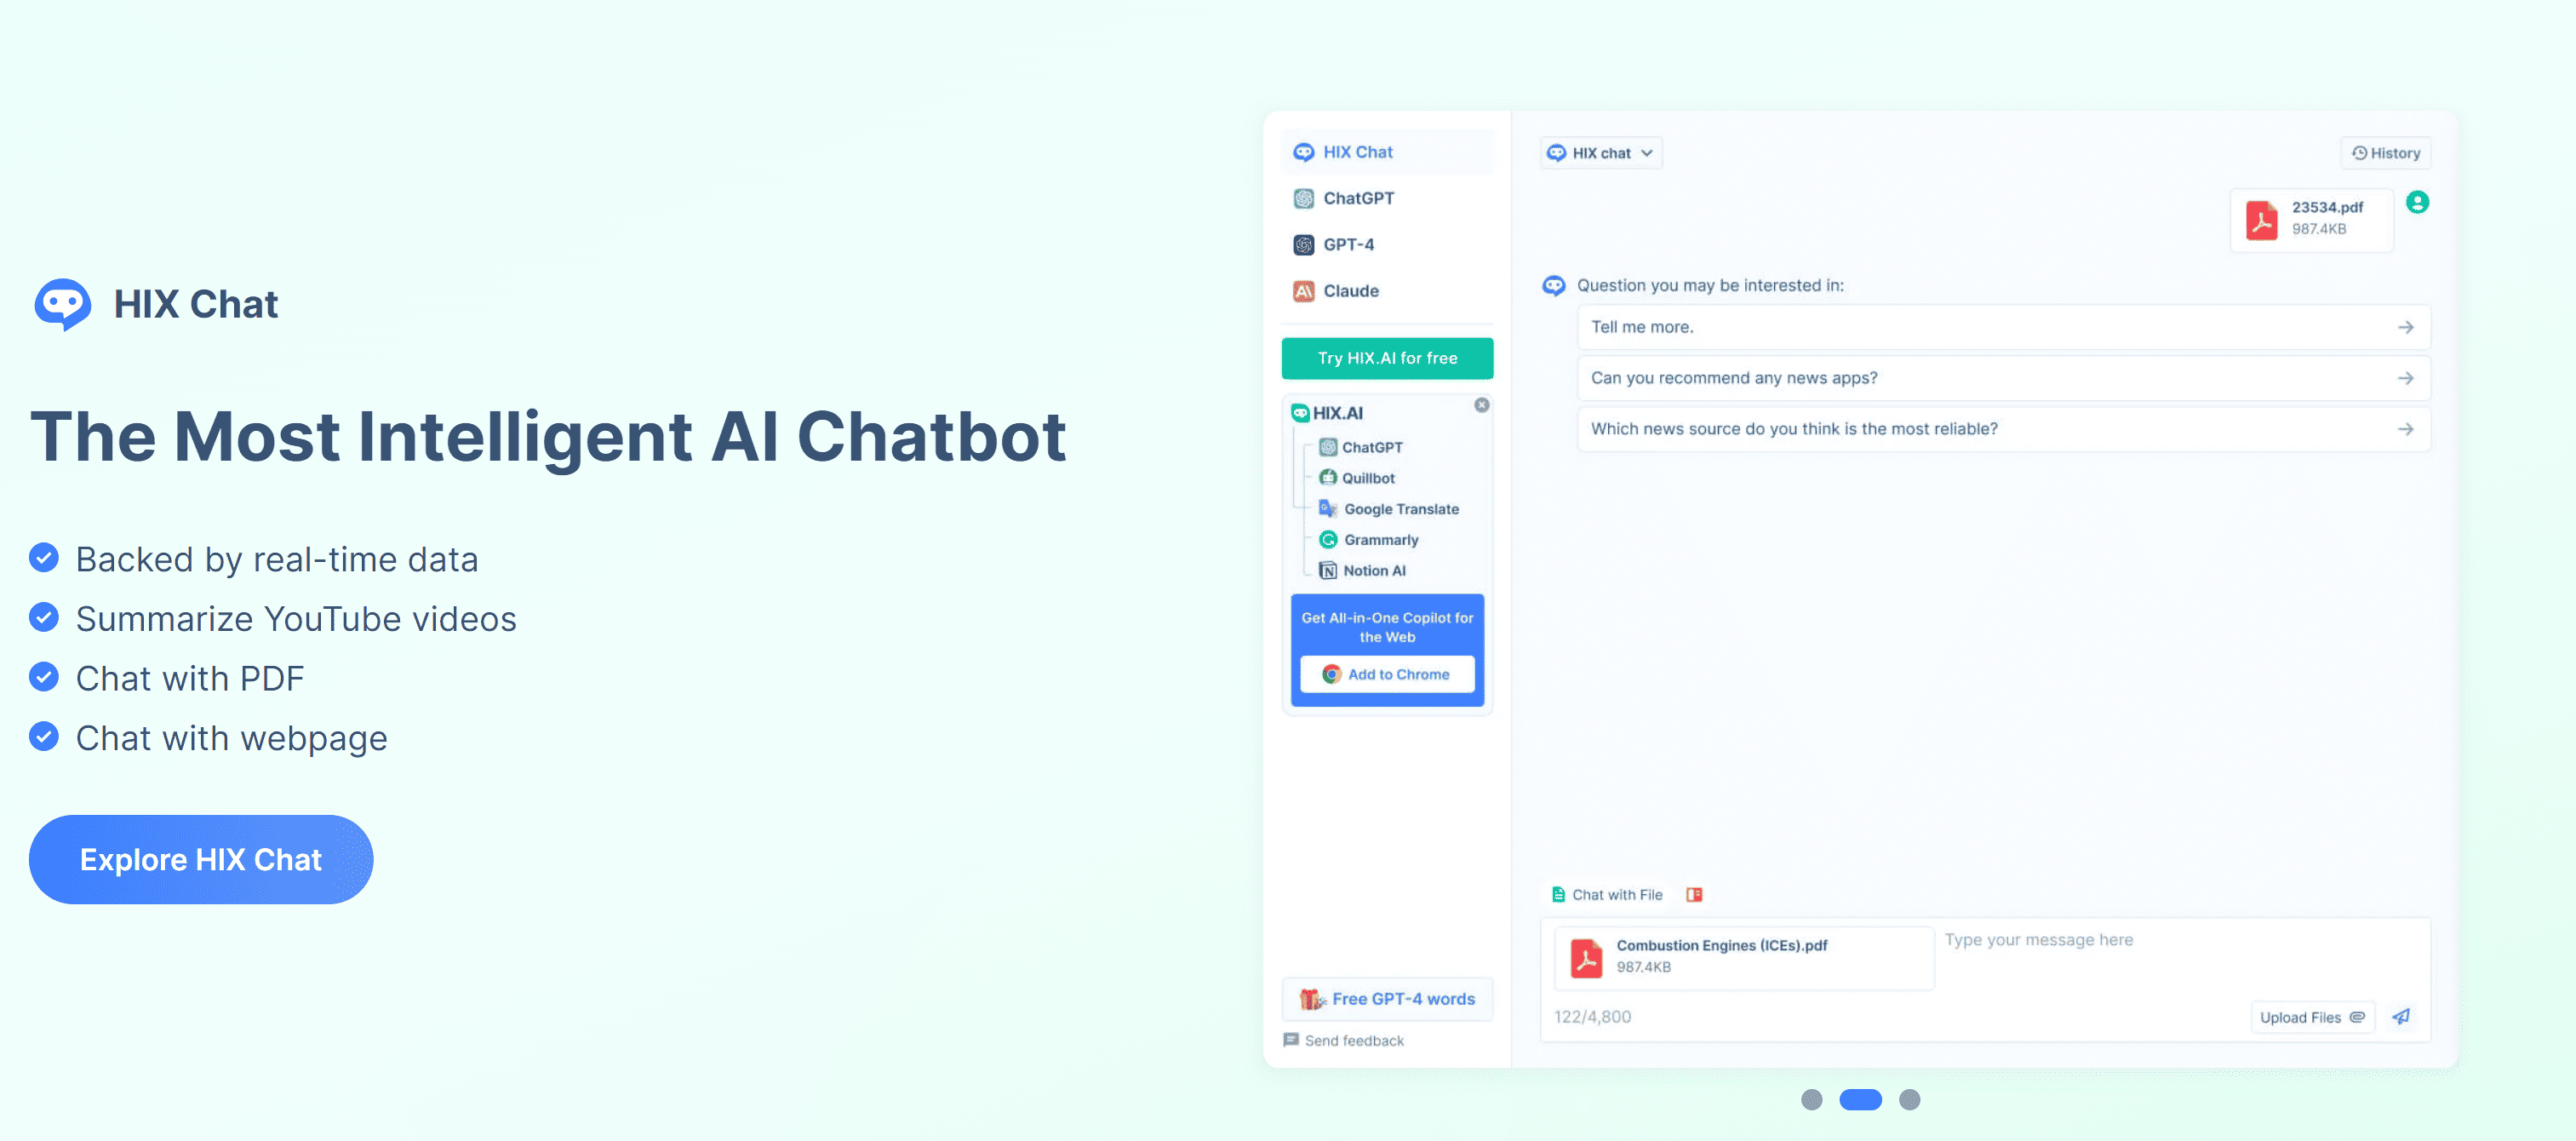 HIX Chat
The Most Intelligent AI Chatbot
Backed by real-time data
Summarize YouTube videos
Chat with PDF
Chat with webpage
Explore HIX Chat
HIX Chat
ChatGPT
GPT-4
Claude
Try HIX.AI for free
HIX.AI
ChatGPT
Quillbot
Google Translate
Grammarly
Notion AI
Get All-in-One Copilot for
the Web
Add to Chrome
Free GPT-4 words
Send feedback
HIX chat
History
23534.pdf
987.4KB
Question you may be interested in:
Tell me more.
Can you recommend any news apps?
Which news source do you think is the most reliable?
Chat with File
Combustion Engines (ICEs).pdf
987.4KB
Type your message here
122/4,800
Upload Files